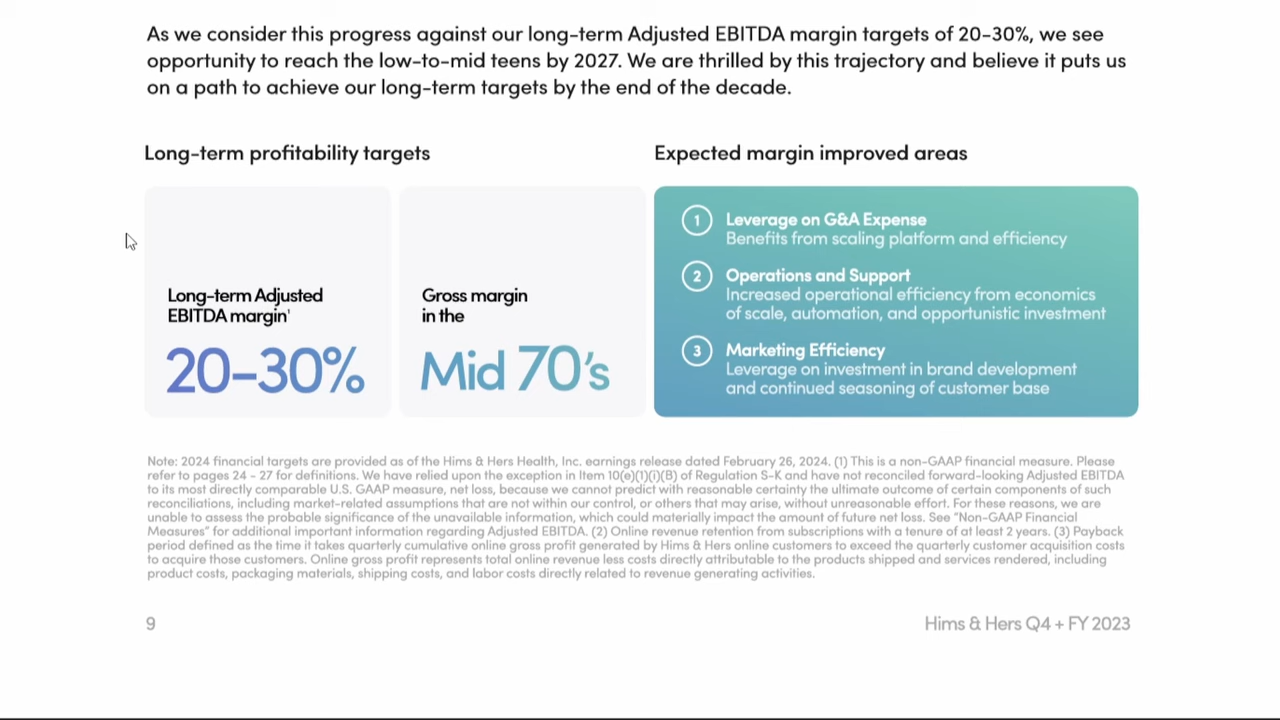 As we consider this progress against our long-term Adjusted EBITDA margin targets of 20–30%, we see
opportunity to reach the low-to-mid teens by 2027. We are thrilled by this trajectory and believe it puts us
on a path to achieve our long-term targets by the end of the decade.
Long-term profitability targets
Long-term Adjusted
EBITDA margin¹
20–30%
Gross margin
in the
Mid 70's
Expected margin improved areas
1 Leverage on G&A Expense
Benefits from scaling platform and efficiency
2 Operations and Support
Increased operational efficiency from economics
of scale, automation, and opportunistic investment
3 Marketing Efficiency
Leverage on investment in brand development
and continued seasoning of customer base
Note: 2024 financial targets are provided as of the Hims & Hers Health, Inc. earnings release dated February 26, 2024. (1) This is a non-GAAP financial measure. Please
refer to pages 24 - 27 for definitions. We have relied upon the exception in Item 10(e)(1)(i)(B) of Regulation S-K and have not reconciled forward-looking Adjusted EBITDA
to its most directly comparable U.S. GAAP measure, net loss, because we cannot predict with reasonable certainty the ultimate outcome of certain components of such
reconciliations, including market-related assumptions that are not within our control, or others that may arise, without unreasonable effort. For these reasons, we are
unable to assess the probable significance of the unavailable information, which could materially impact the amount of future net loss. See "Non-GAAP Financial
Measures" for additional important information regarding Adjusted EBITDA. (2) Online revenue retention from subscriptions with a tenure of at least 2 years. (3) Payback
period defined as the time it takes quarterly cumulative online gross profit generated by Hims & Hers online customers to exceed the quarterly customer acquisition costs
to acquire those customers. Online gross profit represents total online revenue less costs directly attributable to the products shipped and services rendered, including
product costs, packaging materials, shipping costs, and labor costs directly related to revenue generating activities.
9
Hims & Hers Q4 + FY 2023